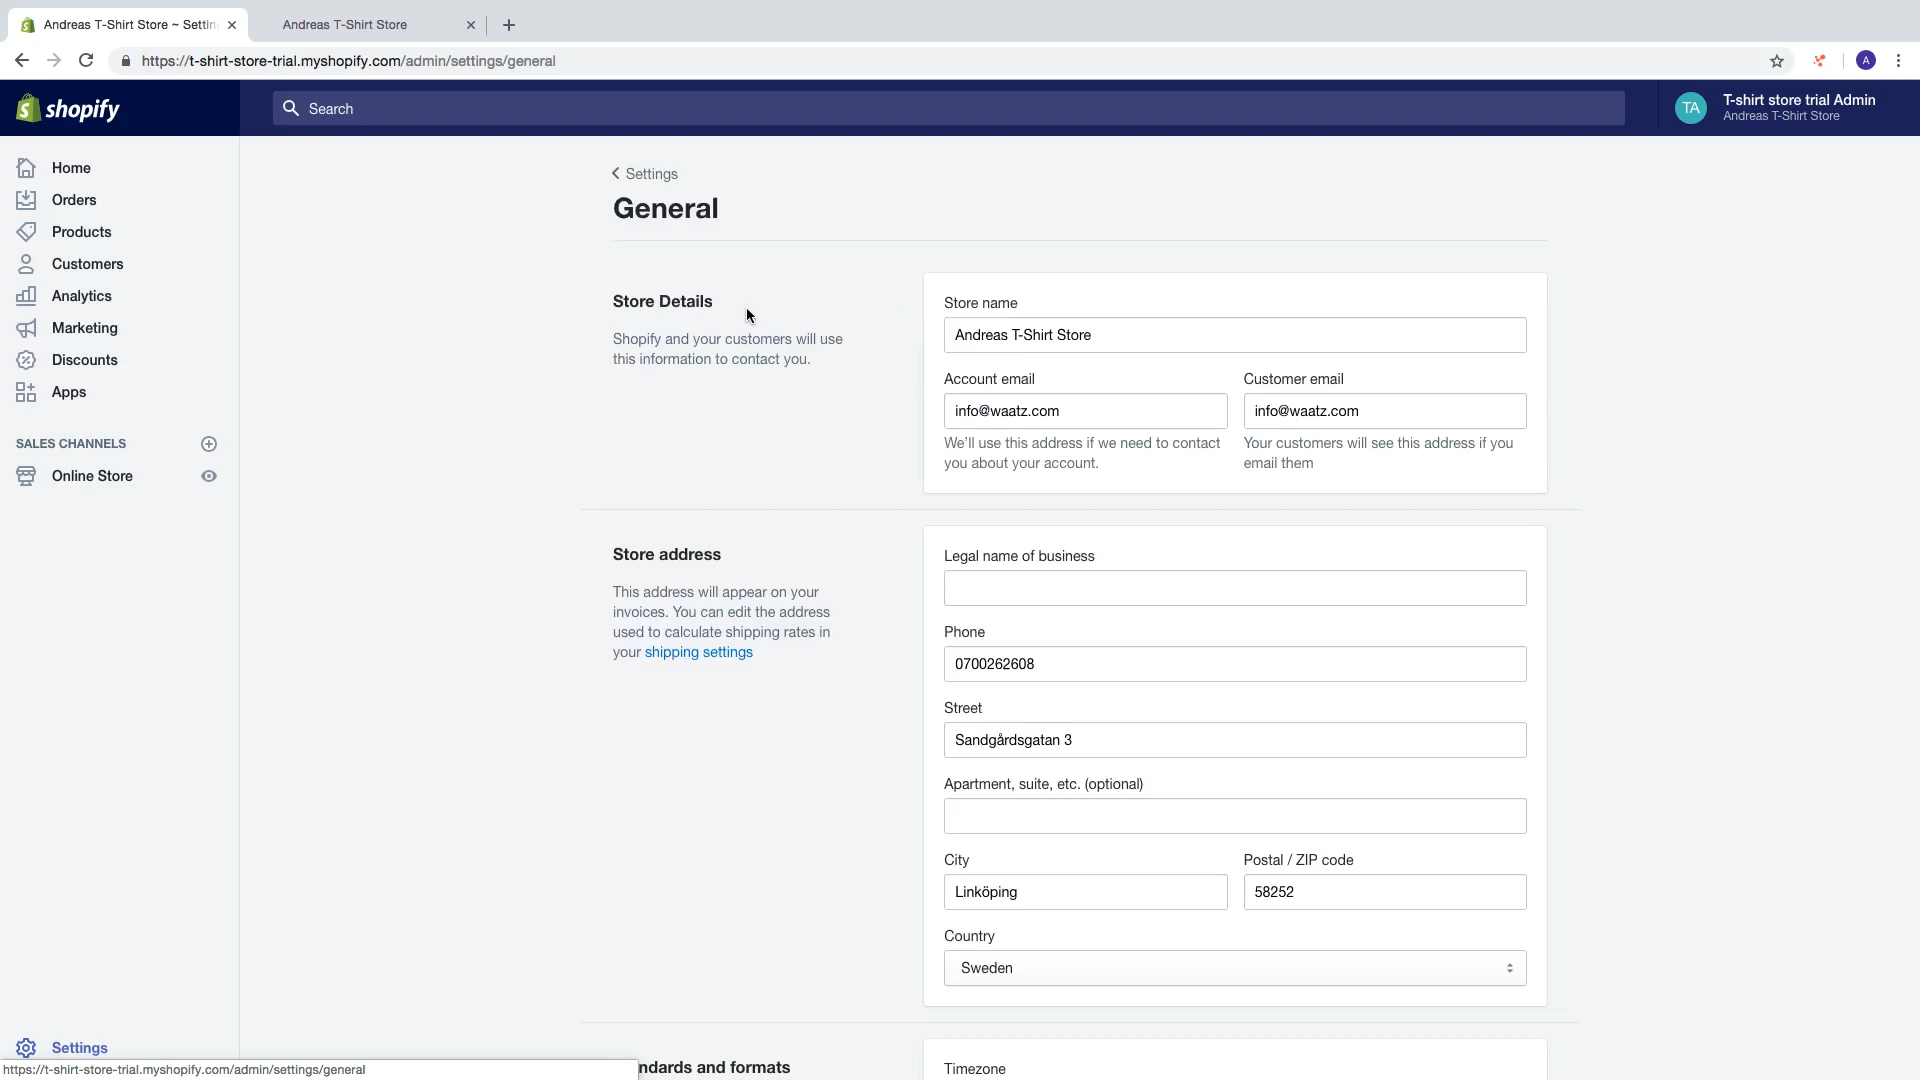 Andreas T-Shirt Store ~ Settin
Andreas T-Shirt Store
https://t-shirt-store-trial.myshopify.com/admin/settings/general
A
shopify
Search
TA
T-shirt store trial Admin
Andreas T-Shirt Store
Home
Orders
Products
Customers
Analytics
Marketing
Discounts
Apps
SALES CHANNELS
Online Store
Settings
https://t-shirt-store-trial.myshopify.com/admin/settings/general
Settings
General
Store Details
Shopify and your customers will use
this information to contact you.
Store name
Andreas T-Shirt Store
Account email
Customer email
info@waatz.com
info@waatz.com
We'll use this address if we need to contact
you about your account.
Your customers will see this address if you
email them
Store address
This address will appear on your
invoices. You can edit the address
used to calculate shipping rates in
your shipping settings
Legal name of business
Phone
0700262608
Street
Sandgårdsgatan 3
Apartment, suite, etc. (optional)
City
Postal / ZIP code
Linköping
58252
Country
Sweden
ndards and formats
Timezone